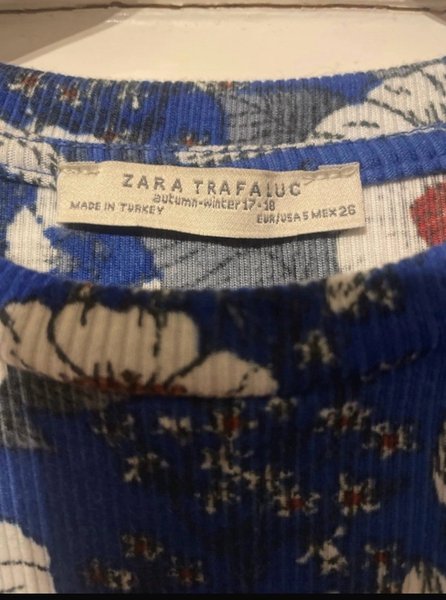 ZARA TRAFALUC
autumn-winter 17-18
MADE IN TURKEY
EUR/USA S MEX 26